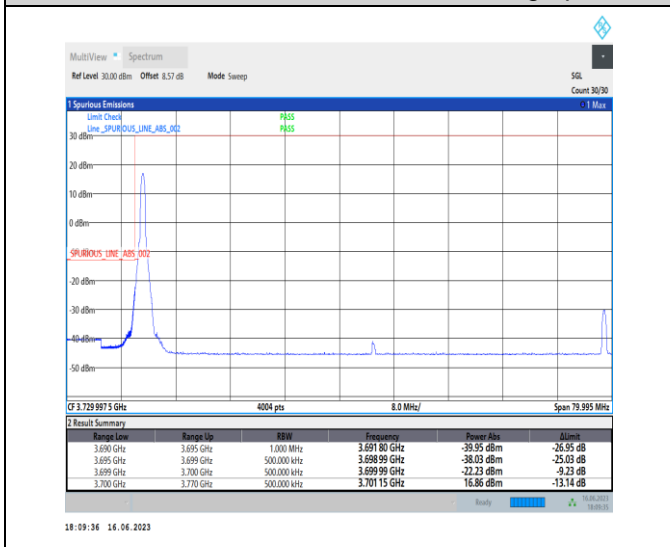 MultiView Spectrum
Ref Level 30.00 dBm Offset 8.57 dB Mode Sweep SGL
Count 30/30
1 Spurious Emissions 1 Max
Limit Check PASS
Line _SPURIOUS_LINE_ABS_002 PASS
30 dBm
20 dBm
10 dBm
0 dBm
_SPURIOUS_LINE_ABS_002
-20 dBm
-30 dBm
-40 dBm
-50 dBm
CF 3.729 997 5 GHz 4004 pts 8.0 MHz/ Span 79.995 MHz
2 Result Summary
Range Low Range Up RBW Frequency Power Abs ΔLimit
3.690 GHz 3.695 GHz 1.000 MHz 3.691 80 GHz -39.95 dBm -26.95 dB
3.695 GHz 3.699 GHz 500.000 kHz 3.698 99 GHz -38.03 dBm -25.03 dB
3.699 GHz 3.700 GHz 500.000 kHz 3.699 99 GHz -22.23 dBm -9.23 dB
3.700 GHz 3.770 GHz 500.000 kHz 3.701 15 GHz 16.86 dBm -13.14 dB
Ready 16.06.2023
18:09:35
18:09:36 16.06.2023